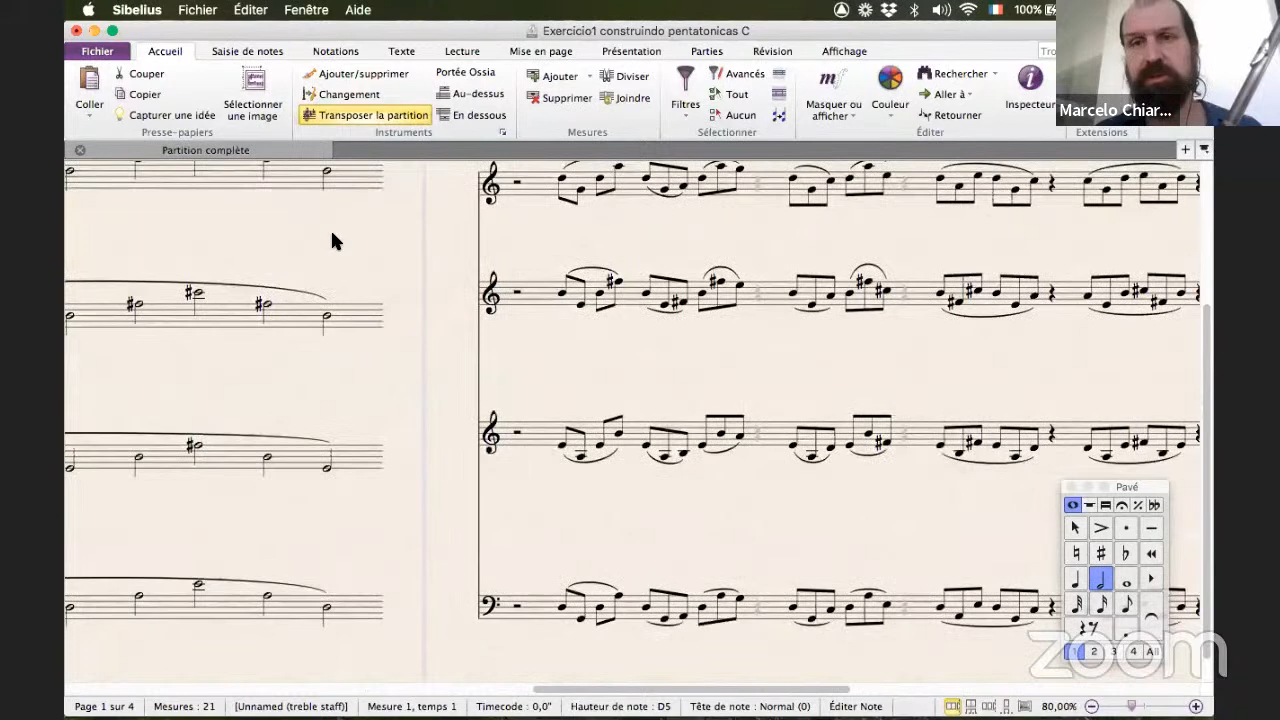 Sibelius Fichier Éditer Fenêtre Aide 100%
Exercicio1 construindo pentatonicas C
Fichier Accueil Saisie de notes Notations Texte Lecture Mise en page Présentation Parties Révision Affichage
Coller
Couper
Copier
Capturer une idée
Presse-papiers
Sélectionner
une image
Ajouter/supprimer
Changement
Transposer la partition
Instruments
Portée Ossia
Au-dessus
En dessous
Ajouter Diviser
Supprimer Joindre
Mesures
Filtres
Avancés
Tout
Aucun
Sélectionner
Masquer ou
afficher
Couleur
Rechercher
Aller à
Retourner
Éditer
Inspecteur
Extensions
Marcelo Chiar...
Partition complète
Pavé
1 2 3 4 All
zoom
Page 1 sur 4 Mesures : 21 [Unnamed (treble staff)] Mesure 1, temps 1 Timecode : 0,0" Hauteur de note : D5 Tête de note : Normal (0) Éditer Note 80,00%